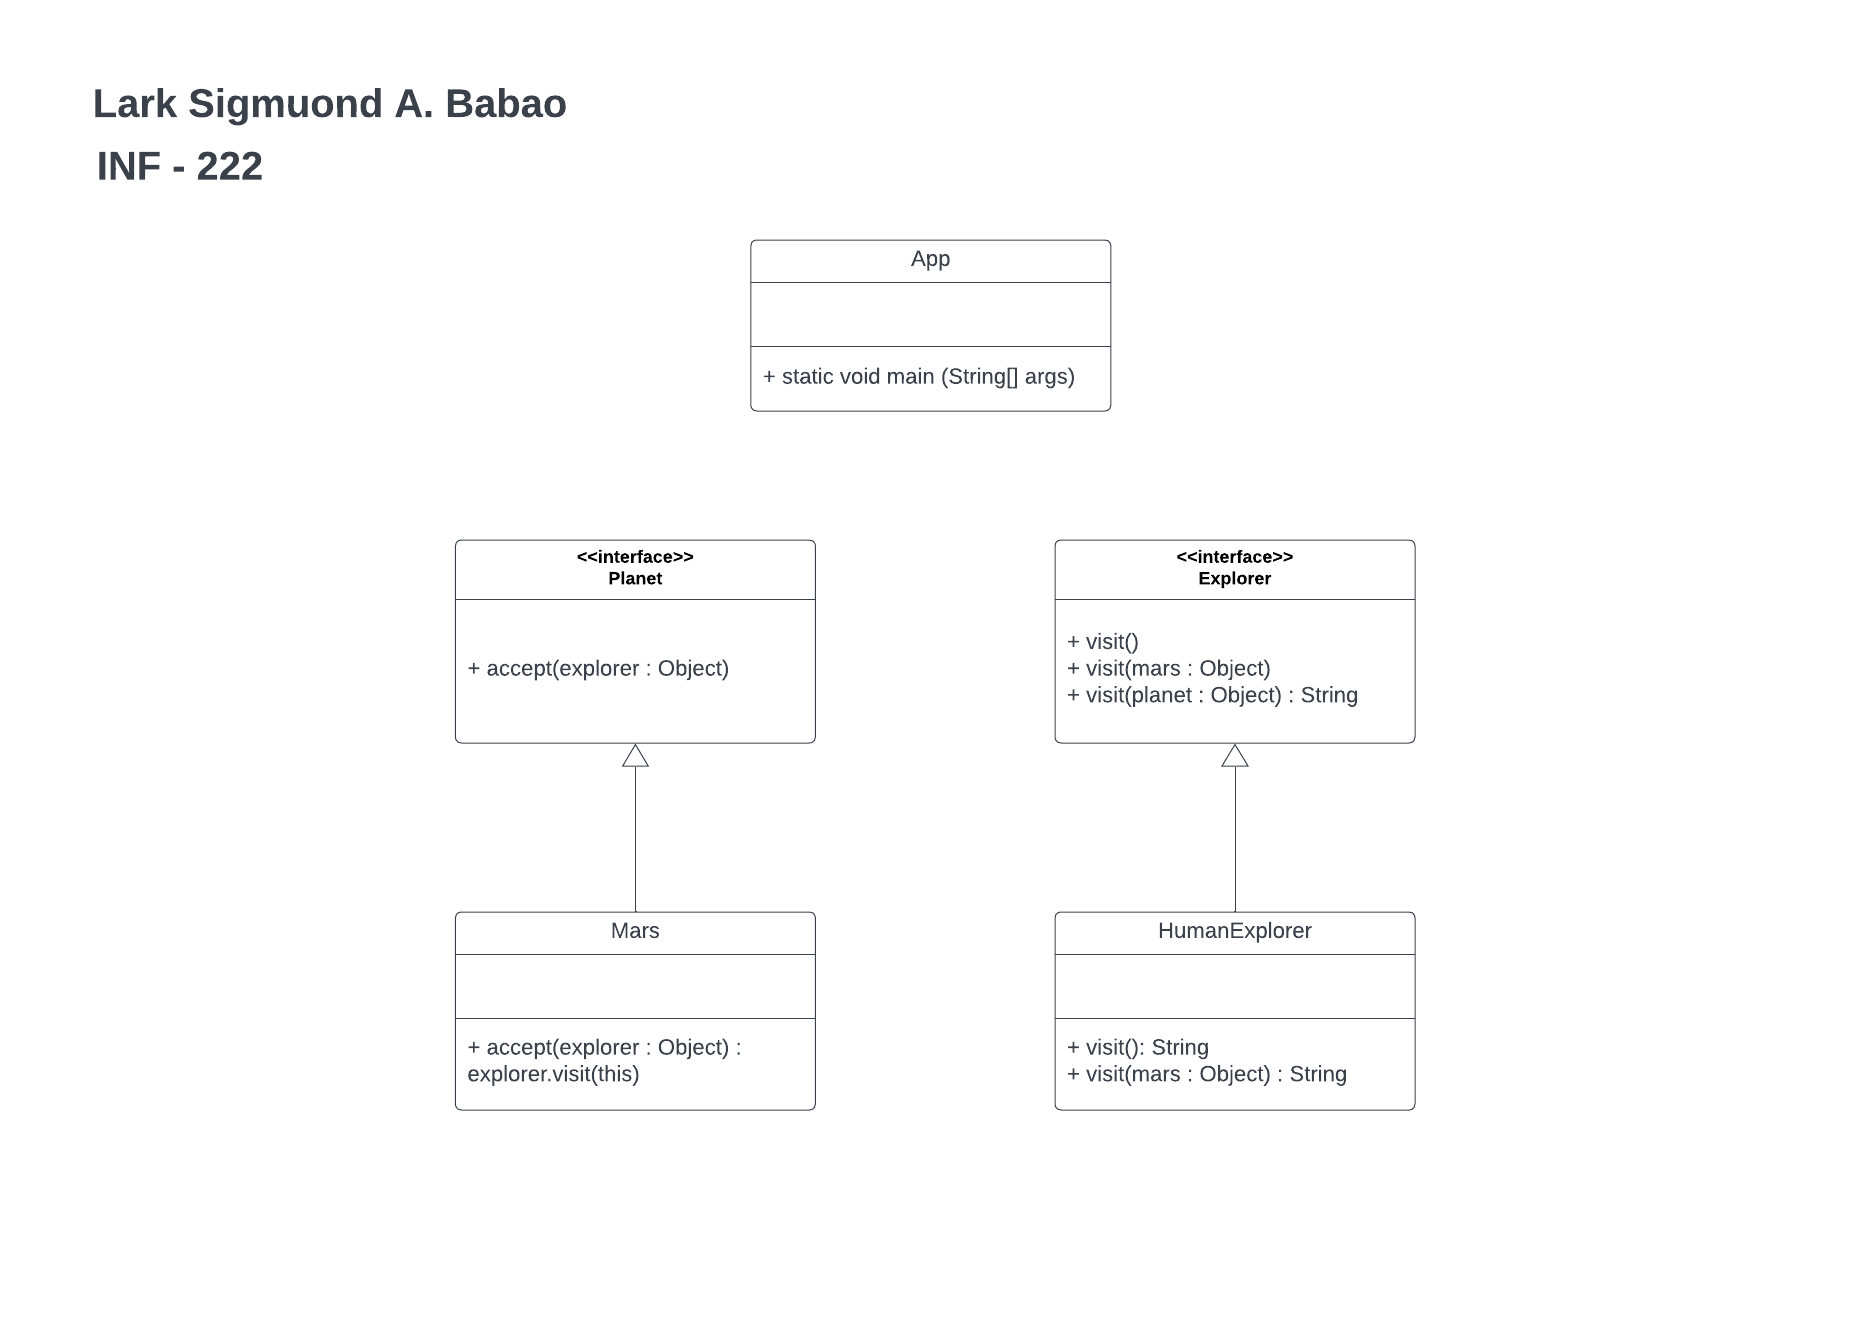 Lark Sigmuond A. Babao
INF - 222
App
+ static void main (String[] args)
<<interface>>
Planet
+ accept(explorer : Object)
<<interface>>
Explorer
+ visit()
+ visit(mars : Object)
+ visit(planet : Object) : String
Mars
+ accept(explorer : Object) :
explorer.visit(this)
HumanExplorer
+ visit(): String
+ visit(mars : Object) : String